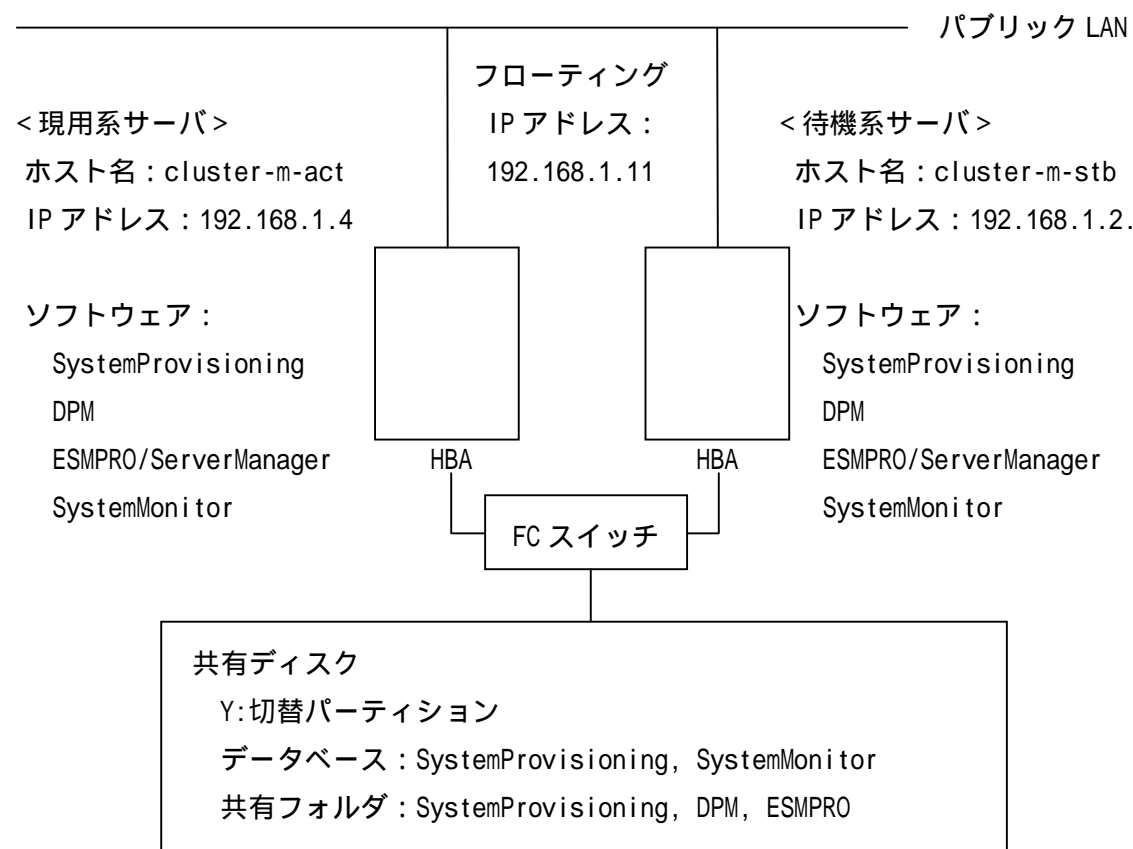 パブリック LAN
フローティング
IP アドレス：
192.168.1.11
<現用系サーバ>
ホスト名：cluster-m-act
IP アドレス：192.168.1.4
<待機系サーバ>
ホスト名：cluster-m-stb
IP アドレス：192.168.1.2.
ソフトウェア：
SystemProvisioning
DPM
ESMPRO/ServerManager
SystemMonitor
ソフトウェア：
SystemProvisioning
DPM
ESMPRO/ServerManager
SystemMonitor
HBA
HBA
FC スイッチ
共有ディスク
Y:切替パーティション
データベース：SystemProvisioning, SystemMonitor
共有フォルダ：SystemProvisioning, DPM, ESMPRO